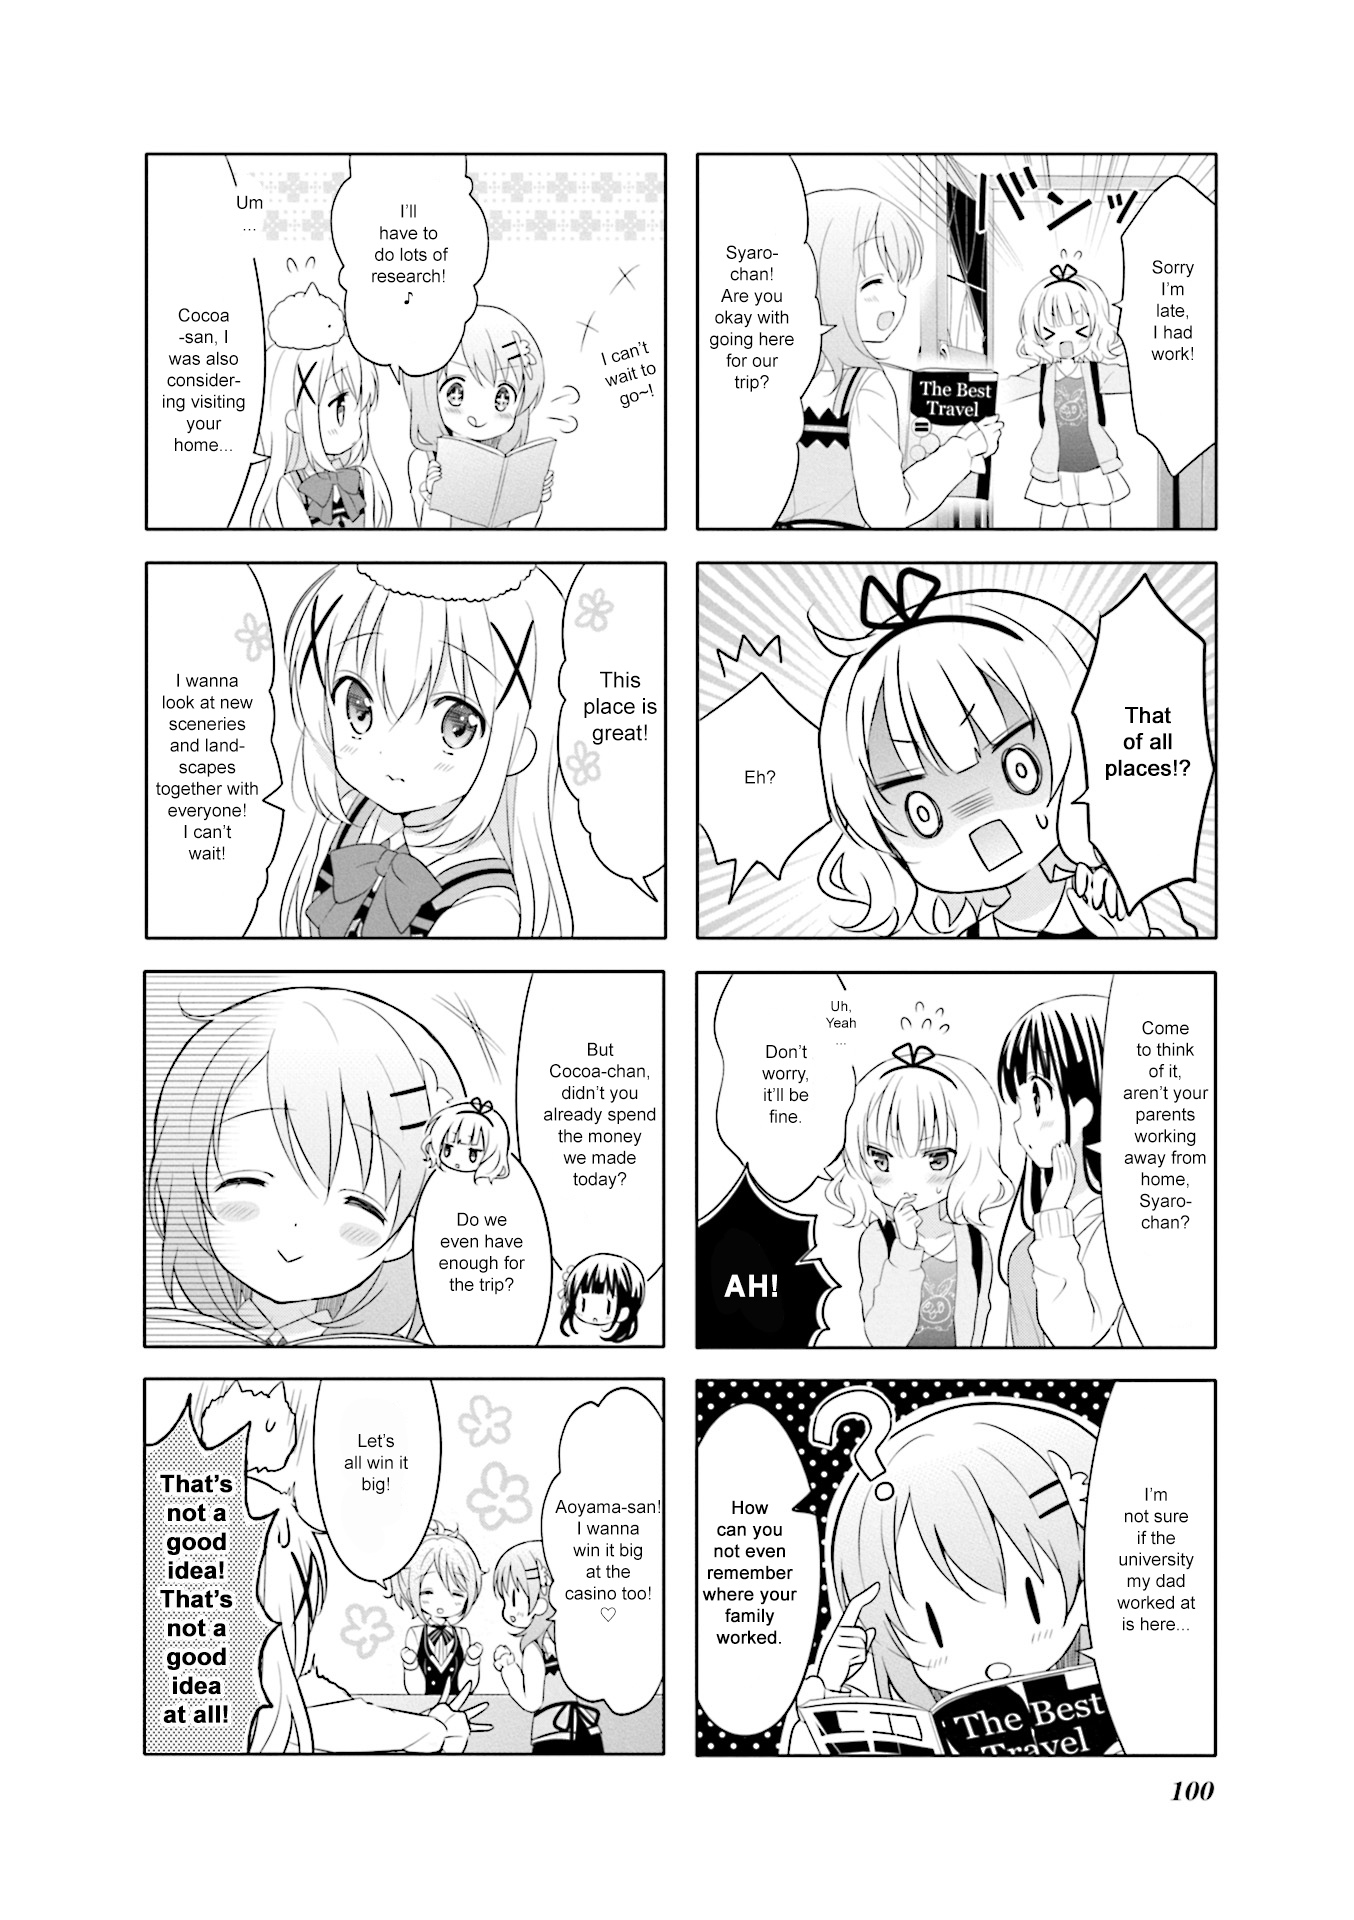 Sorry
I'm
late,
I had
work!
ドンッ
Syaro-
chan!
Are you
okay with
going here
for our
trip?
The Best
Travel
That
of all
places!?
Eh?
Come
to think
of it,
aren't your
parents
working
away from
home,
Syaro-
chan?
Uh,
Yeah
...
Don't
worry,
it'll be
fine.
AH!
I'm
not sure
if the
university
my dad
worked at
is here...
How
can you
not even
remember
where your
family
worked.
The Best
Travel
I'll
have to
do lots of
research!
♪
I can't
wait to
go~!
Um
...
Cocoa
-san, I
was also
consider-
ing visiting
your
home...
This
place is
great!
I wanna
look at new
sceneries
and land-
scapes
together with
everyone!
I can't
wait!
But
Cocoa-chan,
didn't you
already spend
the money
we made
today?
Do we
even have
enough for
the trip?
Aoyama-san!
I wanna
win it big
at the
casino too!
♡
Let's
all win it
big!
That's
not a
good
idea!
That's
not a
good
idea
at all!
100